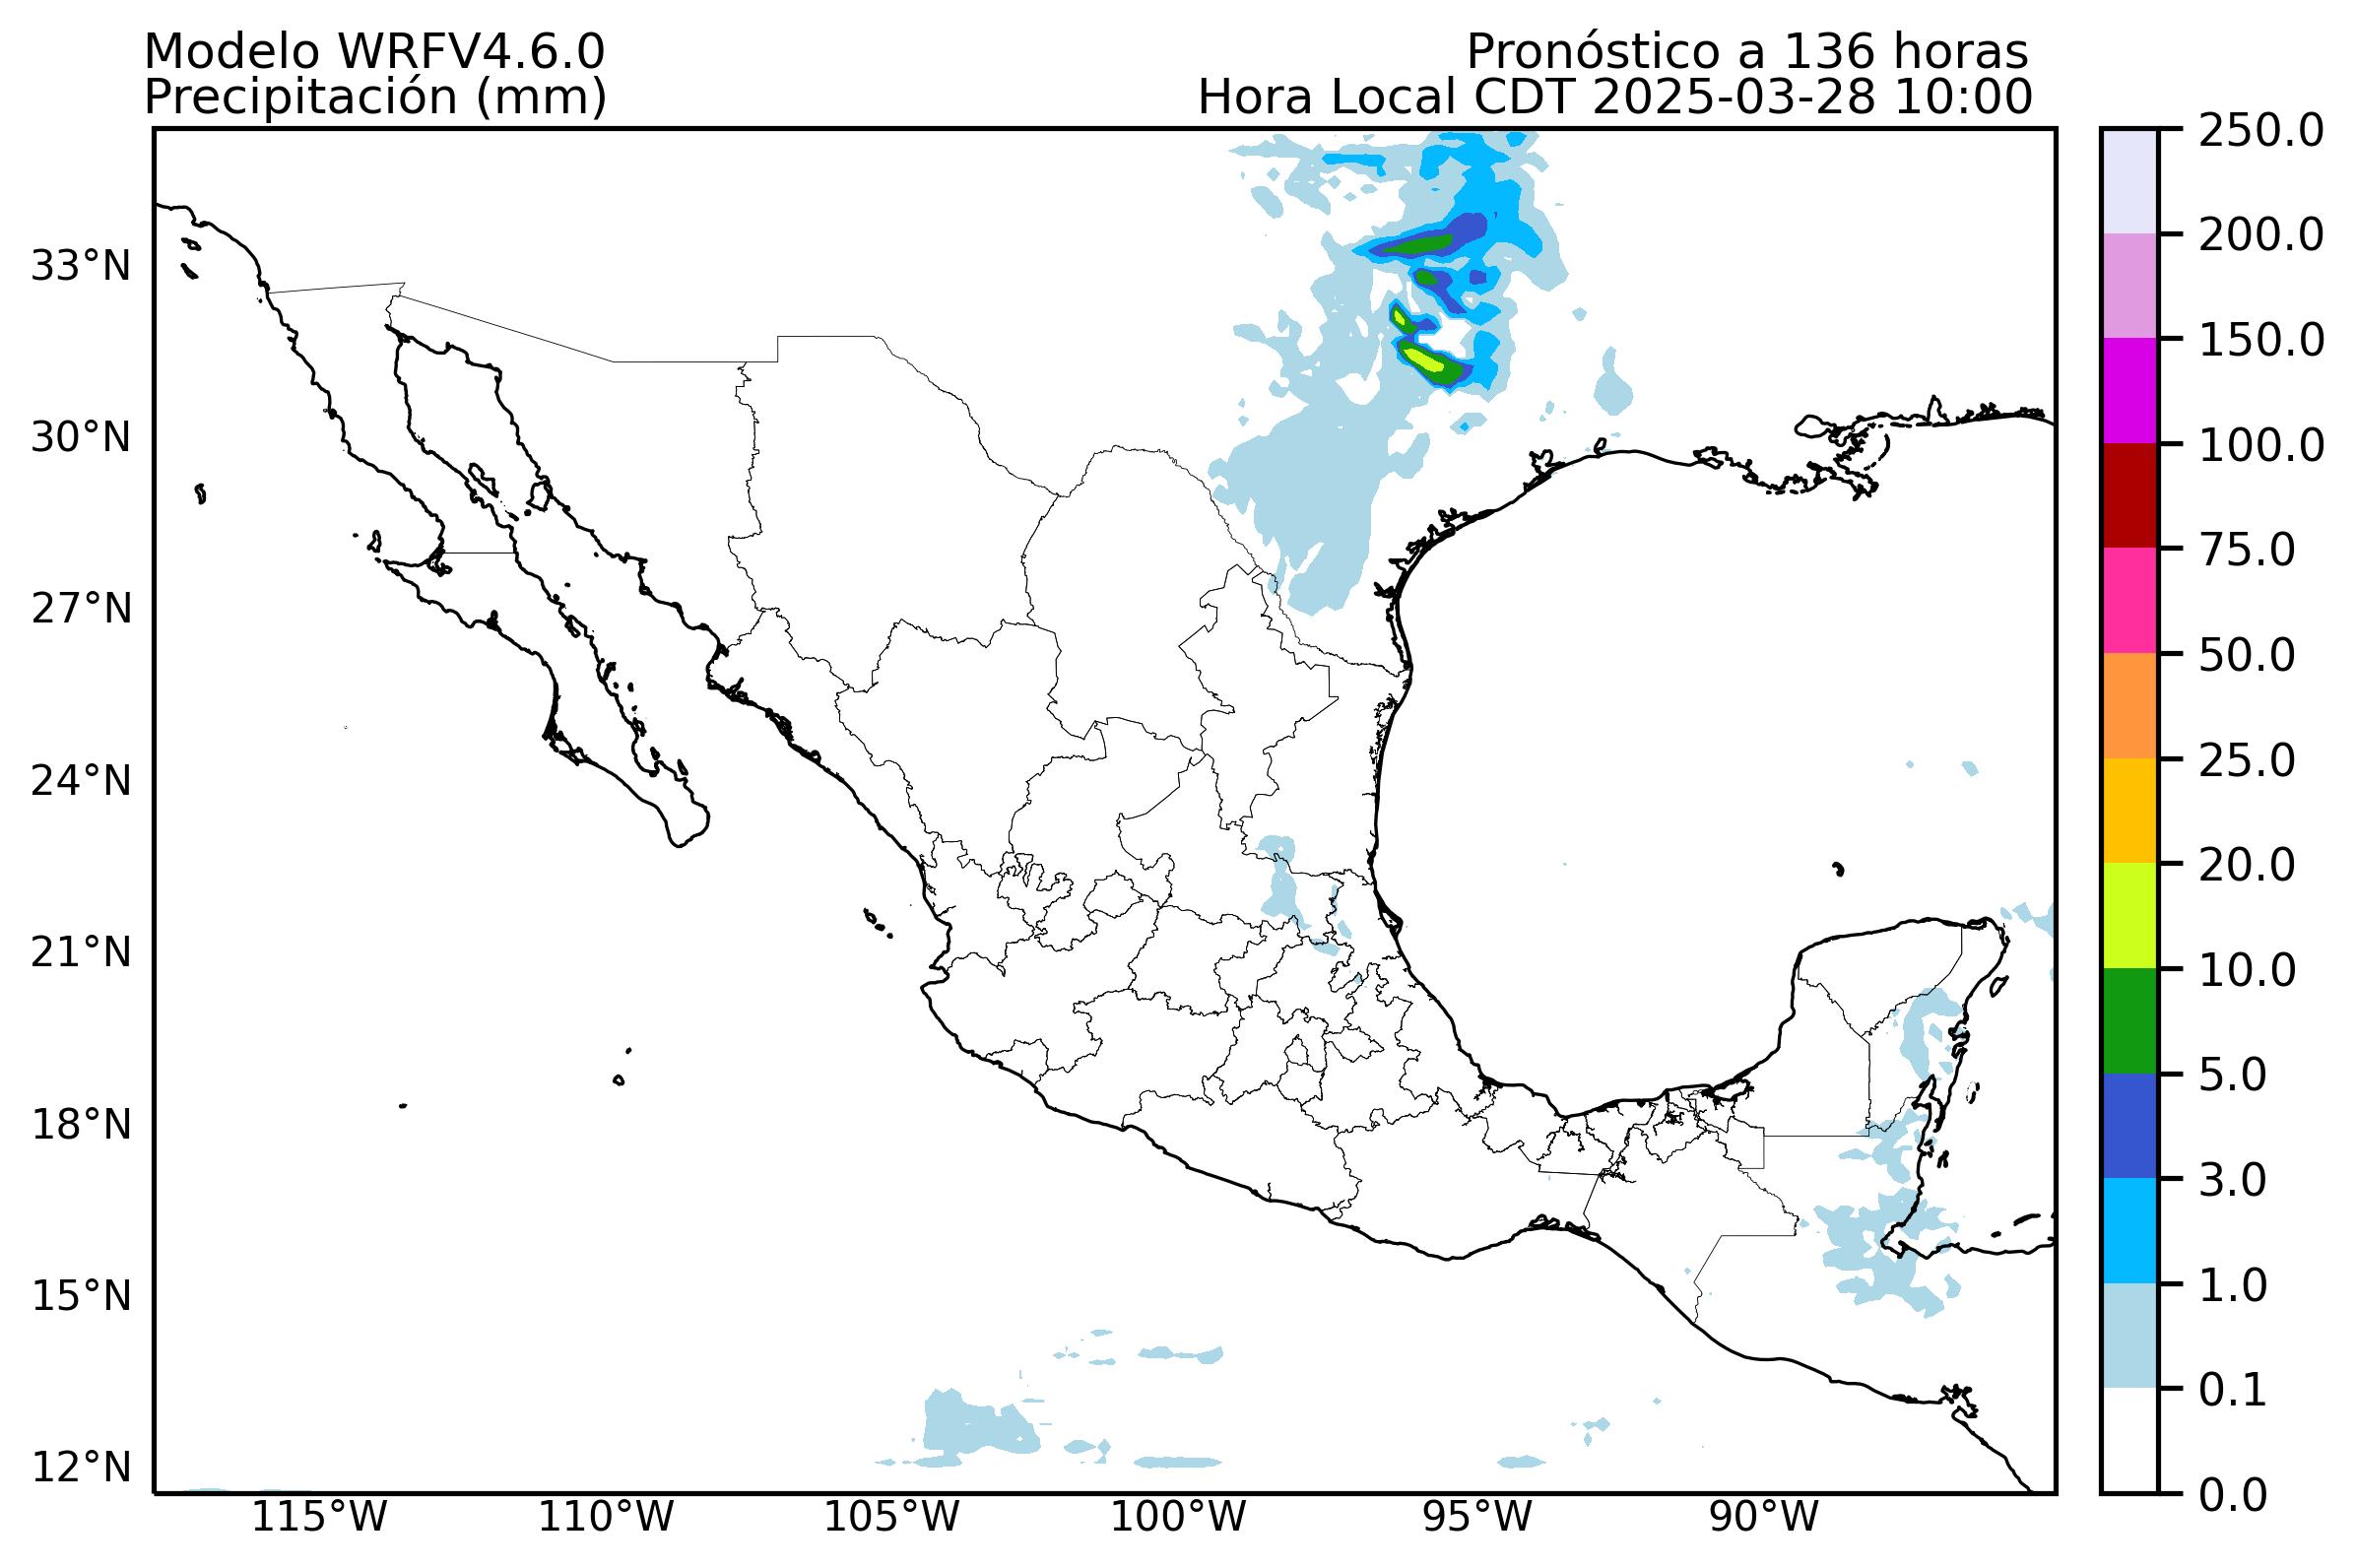 Modelo WRFV4.6.0
Precipitación (mm)
Pronóstico a 136 horas
Hora Local CDT 2025-03-28 10:00
33°N
30°N
27°N
24°N
21°N
18°N
15°N
12°N
115°W
110°W
105°W
100°W
95°W
90°W
250.0
200.0
150.0
100.0
75.0
50.0
25.0
20.0
10.0
5.0
3.0
1.0
0.1
0.0